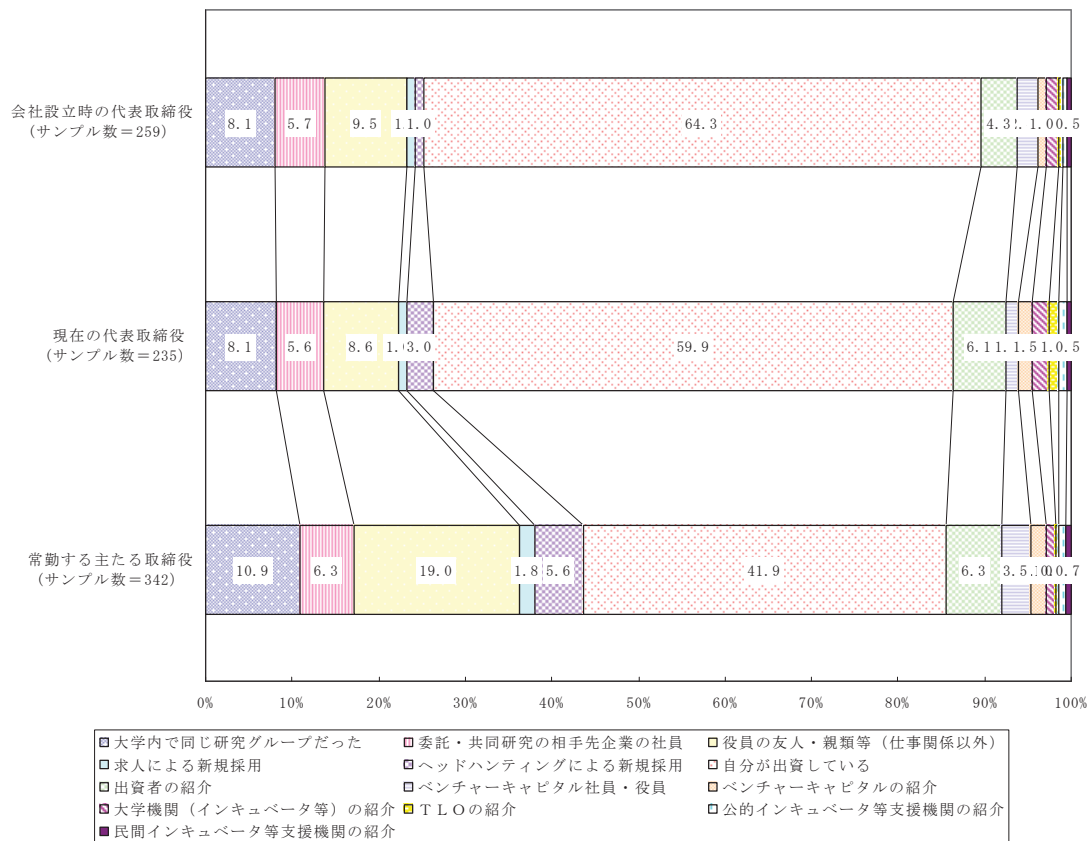 会社設立時の代表取締役
(サンプル数＝259)
8.1 5.7 9.5 1.0 64.3 4.3 1.0 0.5
現在の代表取締役
(サンプル数＝235)
8.1 5.6 8.6 3.0 59.9 6.1 1.5 0.5
常勤する主たる取締役
(サンプル数＝342)
10.9 6.3 19.0 1.8 5.6 41.9 6.3 3.5 0.7
0% 10% 20% 30% 40% 50% 60% 70% 80% 90% 100%
大学内で同じ研究グループだった 委託・共同研究の相手先企業の社員 役員の友人・親類等（仕事関係以外）
求人による新規採用 ヘッドハンティングによる新規採用 自分が出資している
出資者の紹介 ベンチャーキャピタル社員・役員 ベンチャーキャピタルの紹介
大学機関（インキュベータ等）の紹介 ＴＬＯの紹介 公的インキュベータ等支援機関の紹介
民間インキュベータ等支援機関の紹介